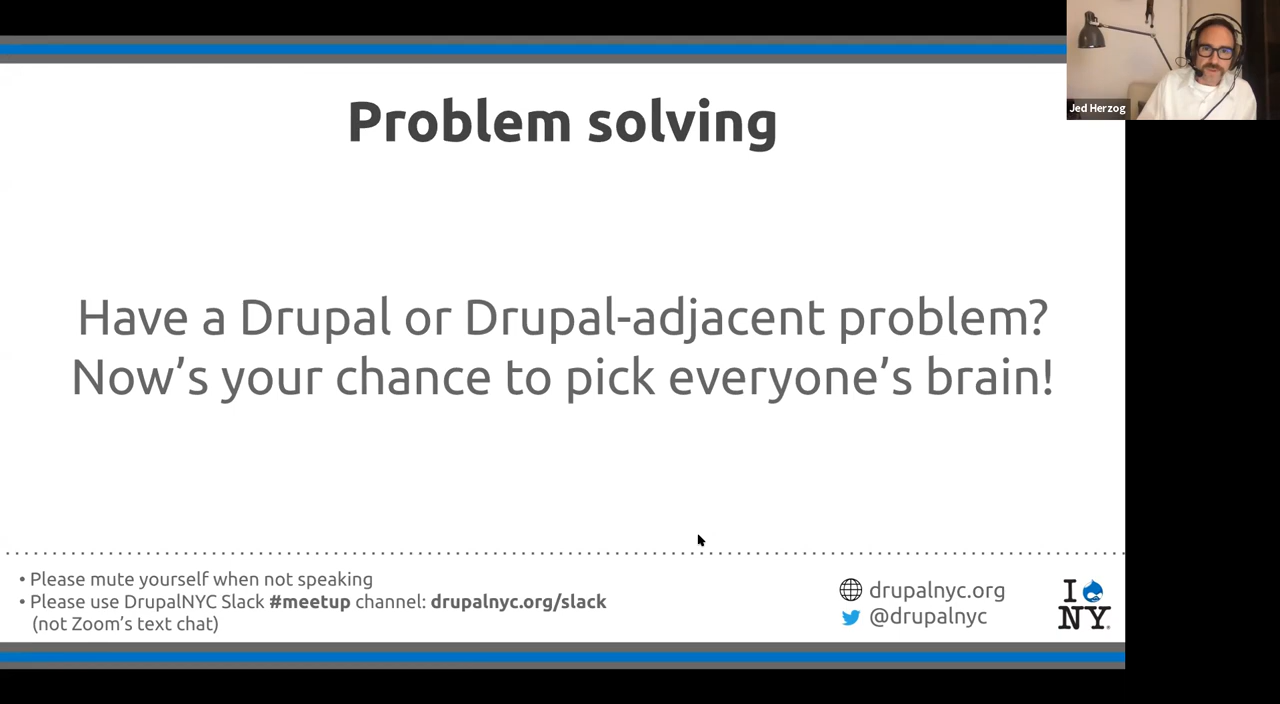 Problem solving
Jed Herzog
Have a Drupal or Drupal-adjacent problem?
Now’s your chance to pick everyone’s brain!
• Please mute yourself when not speaking
• Please use DrupalNYC Slack #meetup channel: drupalnyc.org/slack
(not Zoom’s text chat)
drupalnyc.org
@drupalnyc
I
NY.